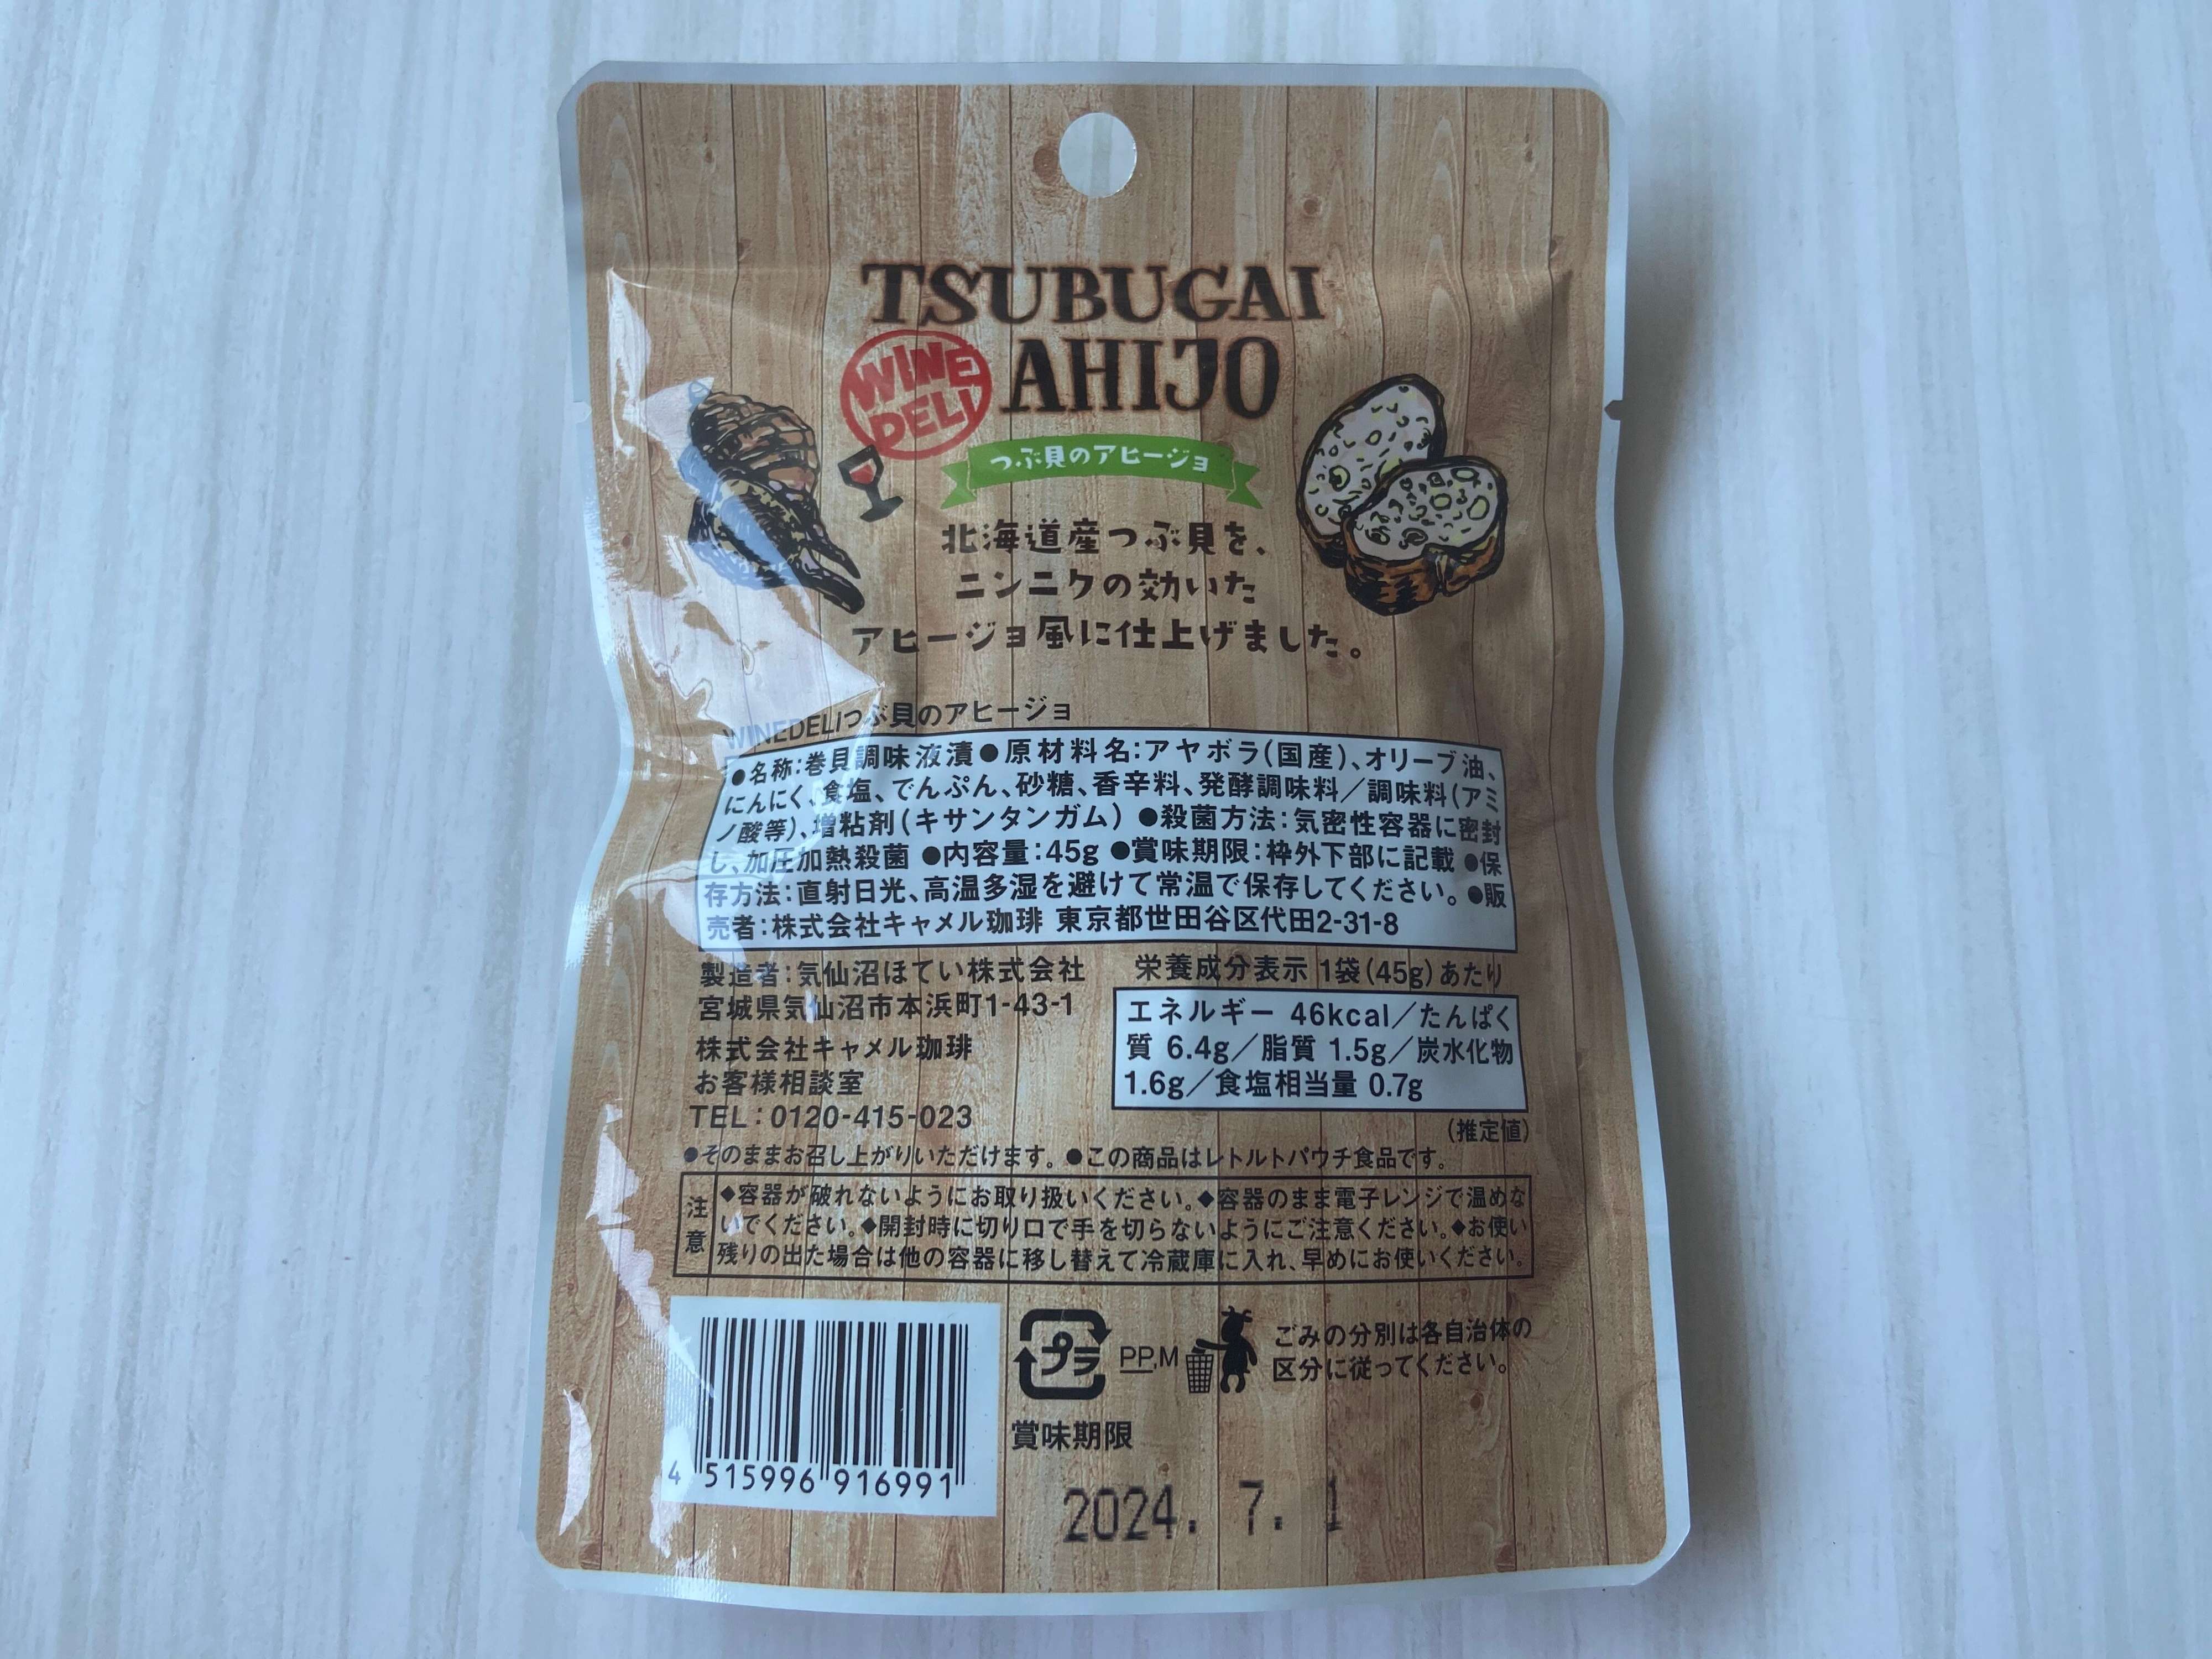 TSUBUGAI
WINE
DELI
AHIJO
つぶ貝のアヒージョ
北海道産つぶ貝を、
ニンニクの効いた
アヒージョ風に仕上げました。
WINEDELIつぶ貝のアヒージョ
●名称:巻貝調味液漬●原材料名:アヤボラ(国産)、オリーブ油、
にんにく、食塩、でんぷん、砂糖、香辛料、発酵調味料／調味料(アミ
ノ酸等)、増粘剤(キサンタンガム) ●殺菌方法:気密性容器に密封
し、加圧加熱殺菌 ●内容量:45g ●賞味期限:枠外下部に記載 ●保
存方法:直射日光、高温多湿を避けて常温で保存してください。●販
売者:株式会社キャメル珈琲 東京都世田谷区代田2-31-8
製造者:気仙沼ほてい株式会社
宮城県気仙沼市本浜町1-43-1
株式会社キャメル珈琲
お客様相談室
TEL:0120-415-023
栄養成分表示 1袋(45g)あたり
エネルギー 46kcal／たんぱく
質 6.4g／脂質 1.5g／炭水化物
1.6g／食塩相当量 0.7g
(推定値)
●そのままお召し上がりいただけます。●この商品はレトルトパウチ食品です。
注意
◆容器が破れないようにお取り扱いください。◆容器のまま電子レンジで温めな
いでください。◆開封時に切り口で手を切らないようにご注意ください。◆お使い
残りの出た場合は他の容器に移し替えて冷蔵庫に入れ、早めにお使いください。
4 515996 916991
プラ
PP,M
ごみの分別は各自治体の
区分に従ってください。
賞味期限
2024. 7. 1